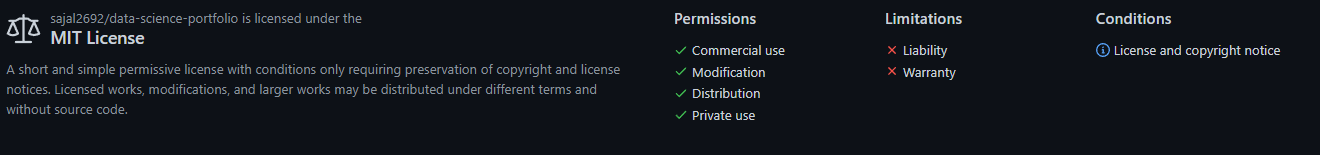 sajal2692/data-science-portfolio is licensed under the
MIT License
A short and simple permissive license with conditions only requiring preservation of copyright and license
notices. Licensed works, modifications, and larger works may be distributed under different terms and
without source code.
Permissions
Commercial use
Modification
Distribution
Private use
Limitations
Liability
Warranty
Conditions
License and copyright notice